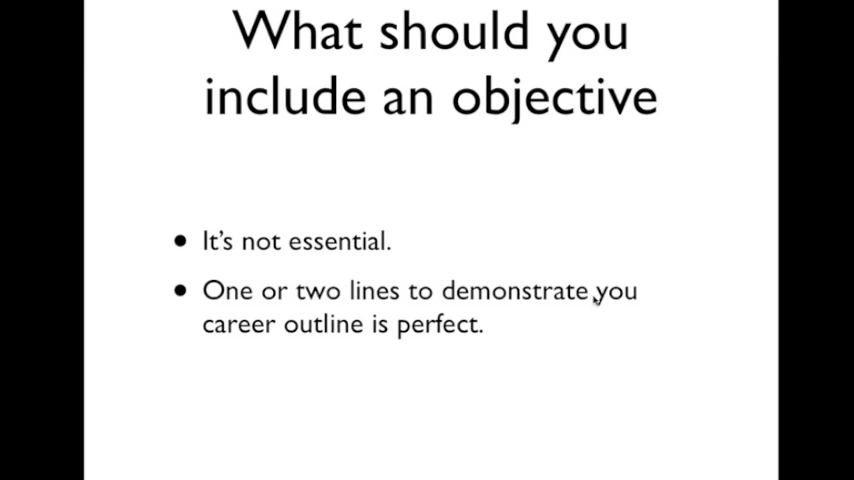 What should you
include an objective
• It's not essential.
• One or two lines to demonstrate you
career outline is perfect.